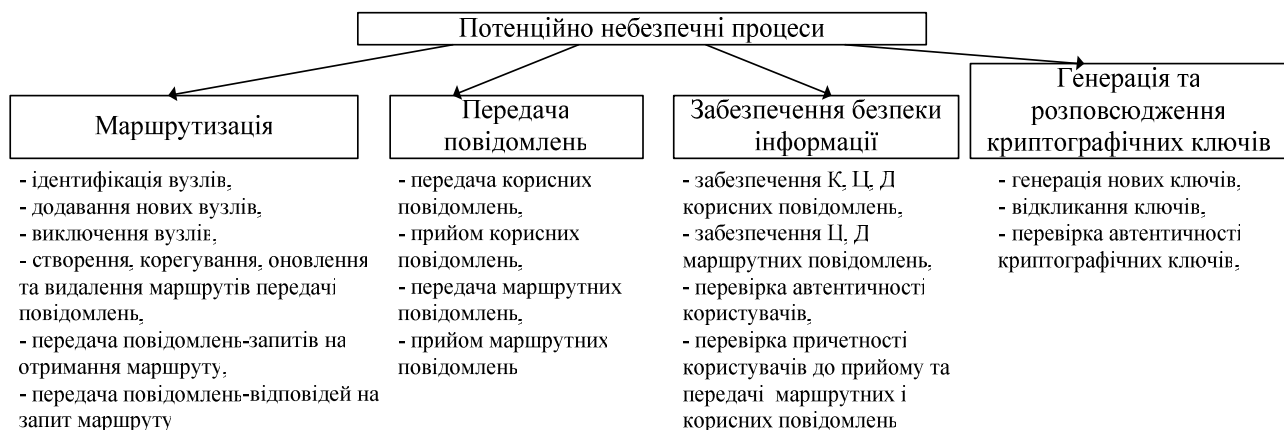 Потенційно небезпечні процеси
Маршрутизація
- ідентифікація вузлів,
- додавання нових вузлів,
- виключення вузлів,
- створення, корегування, оновлення
та видалення маршрутів передачі
повідомлень,
- передача повідомлень-запитів на
отримання маршруту,
- передача повідомлень-відповідей на
запит маршруту
Передача
повідомлень
- передача корисних
повідомлень,
- прийом корисних
повідомлень,
- передача маршрутних
повідомлень,
- прийом маршрутних
повідомлень
Забезпечення безпеки
інформації
- забезпечення К, Ц, Д
корисних повідомлень,
- забезпечення Ц, Д
маршрутних повідомлень,
- перевірка автентичності
користувачів,
- перевірка причетності
користувачів до прийому та
передачі маршрутних і
корисних повідомлень
Генерація та
розповсюдження
криптографічних ключів
- генерація нових ключів,
- відкликання ключів,
- перевірка автентичності
криптографічних ключів,